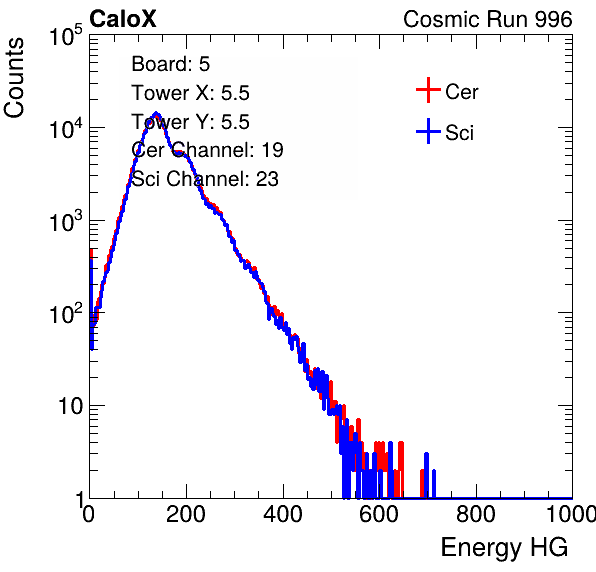 CaloX Cosmic Run 996
Counts
Board: 5
Tower X: 5.5
Tower Y: 5.5
Cer Channel: 19
Sci Channel: 23
Cer
Sci
10^5
10^4
10^3
10^2
10
1
0 200 400 600 800 1000
Energy HG